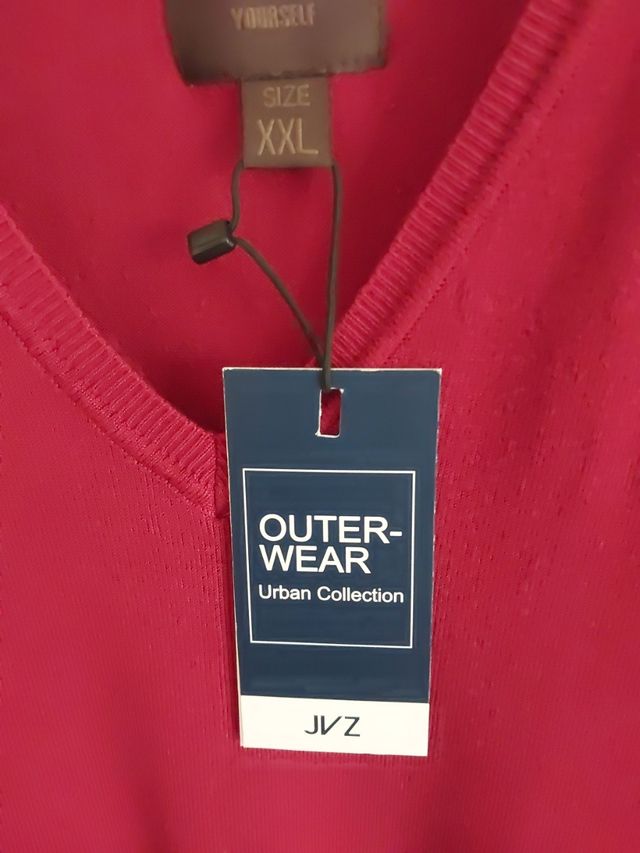 YOURSELF
SIZE
XXL
OUTER-
WEAR
Urban Collection
JVZ